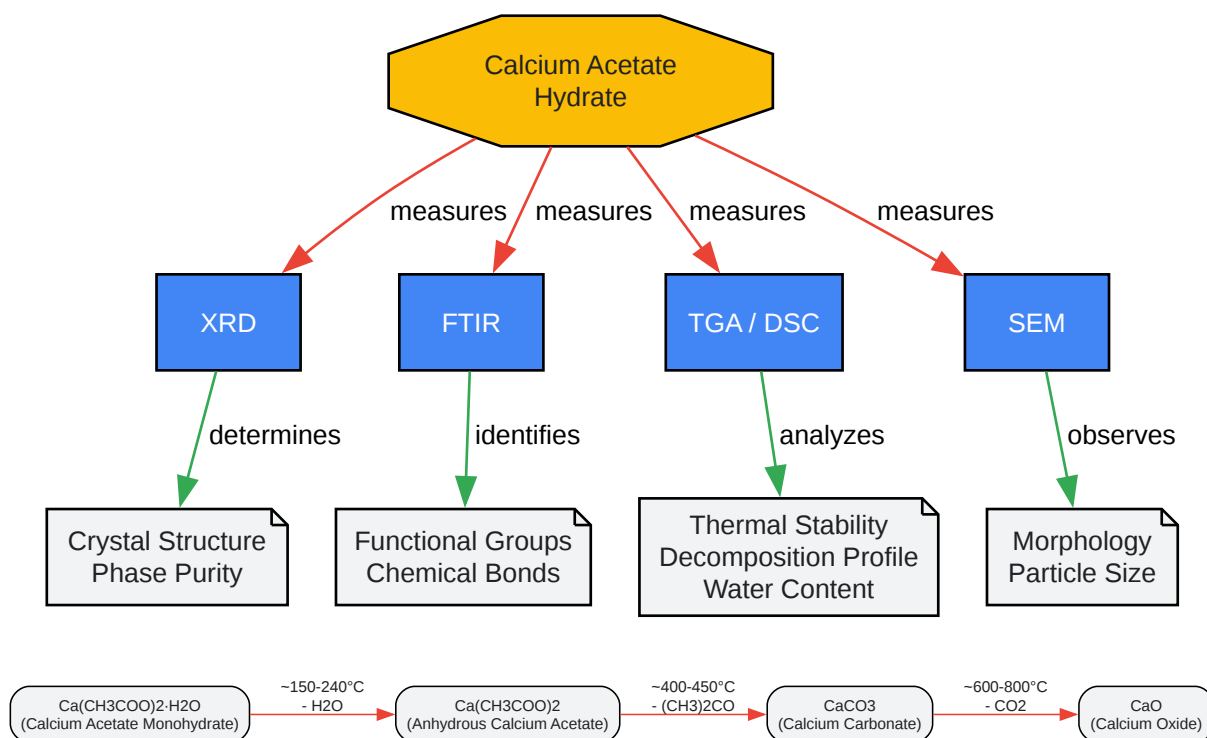 Calcium Acetate
Hydrate
measures
measures
measures
measures
XRD
FTIR
TGA / DSC
SEM
determines
identifies
analyzes
observes
Crystal Structure
Phase Purity
Functional Groups
Chemical Bonds
Thermal Stability
Decomposition Profile
Water Content
Morphology
Particle Size
Ca(CH3COO)2·H2O
(Calcium Acetate Monohydrate)
~150-240°C
- H2O
Ca(CH3COO)2
(Anhydrous Calcium Acetate)
~400-450°C
- (CH3)2CO
CaCO3
(Calcium Carbonate)
~600-800°C
- CO2
CaO
(Calcium Oxide)